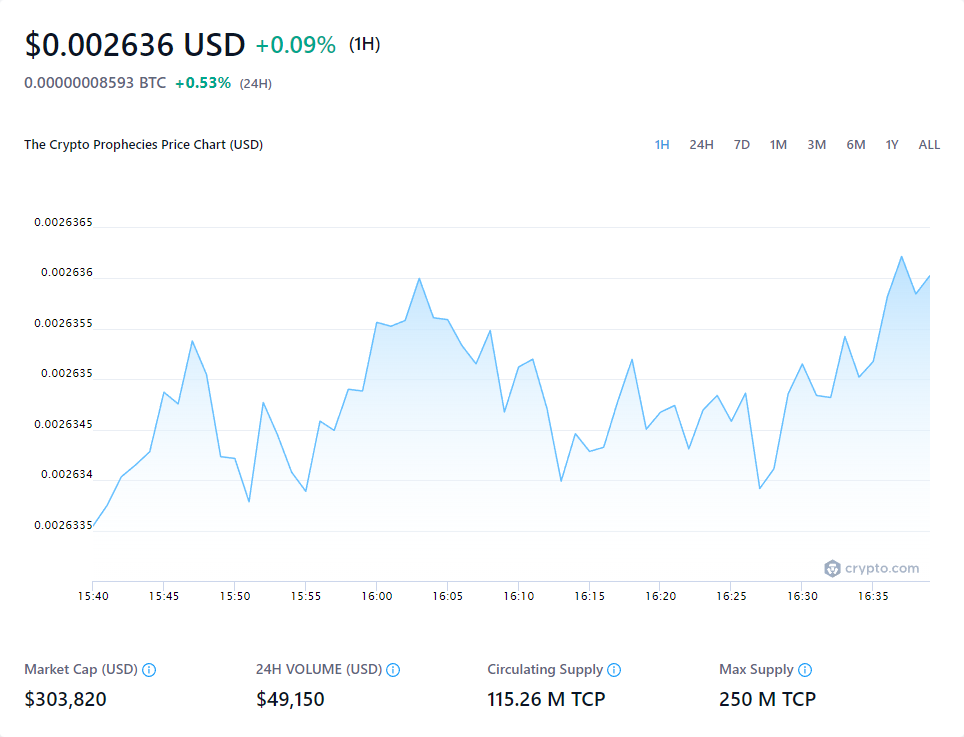 $0.002636 USD +0.09% (1H)
0.00000008593 BTC +0.53% (24H)
The Crypto Prophecies Price Chart (USD) 1H 24H 7D 1M 3M 6M 1Y ALL
0.0026365
0.002636
0.0026355
0.002635
0.0026345
0.002634
0.0026335
crypto.com
15:40 15:45 15:50 15:55 16:00 16:05 16:10 16:15 16:20 16:25 16:30 16:35
Market Cap (USD) 24H VOLUME (USD) Circulating Supply Max Supply
$303,820 $49,150 115.26 M TCP 250 M TCP